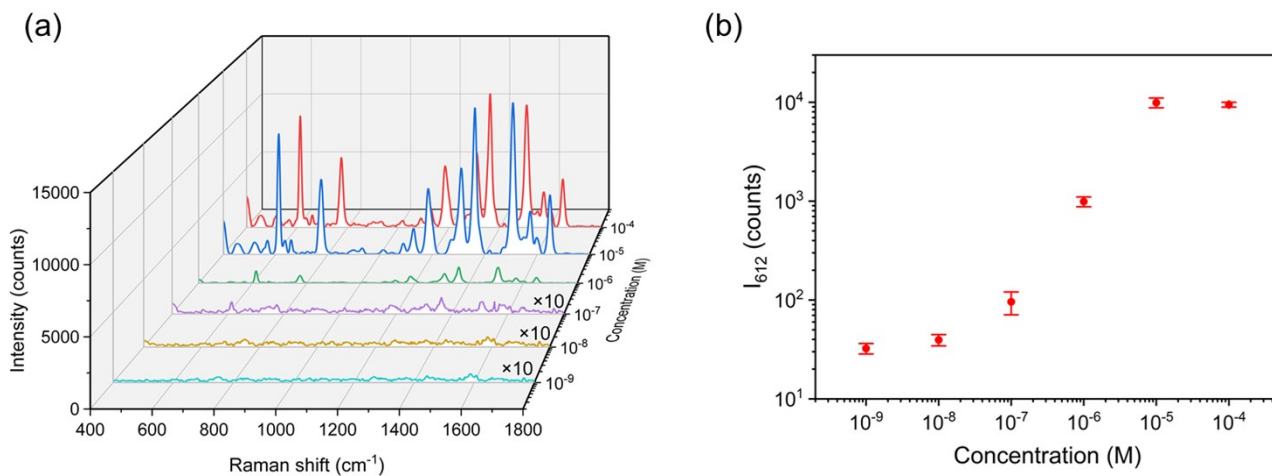 (a)
15000
10000
5000
0
Intensity (counts)
400 600 800 1000 1200 1400 1600 1800
Raman shift (cm⁻¹)
10⁻⁴
10⁻⁵
10⁻⁶
×10 10⁻⁷
×10 10⁻⁸
×10 10⁻⁹
Concentration (M)
(b)
10⁴
10³
10²
10¹
I₆₁₂ (counts)
10⁻⁹ 10⁻⁸ 10⁻⁷ 10⁻⁶ 10⁻⁵ 10⁻⁴
Concentration (M)